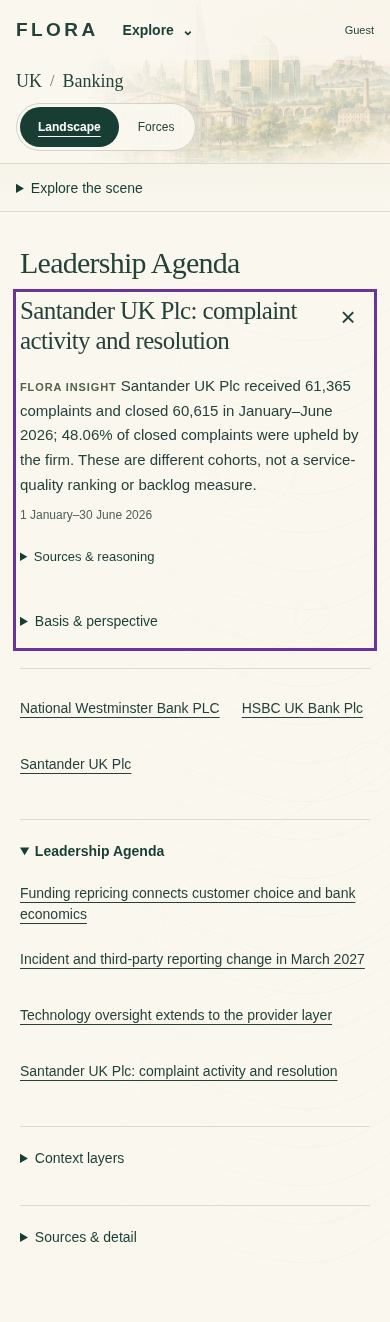 FLORA Explore Guest
UK / Banking
Landscape Forces
Explore the scene
Leadership Agenda
Santander UK Plc: complaint
activity and resolution
FLORA INSIGHT Santander UK Plc received 61,365
complaints and closed 60,615 in January–June
2026; 48.06% of closed complaints were upheld by
the firm. These are different cohorts, not a service-
quality ranking or backlog measure.
1 January–30 June 2026
Sources & reasoning
Basis & perspective
National Westminster Bank PLC HSBC UK Bank Plc
Santander UK Plc
Leadership Agenda
Funding repricing connects customer choice and bank
economics
Incident and third-party reporting change in March 2027
Technology oversight extends to the provider layer
Santander UK Plc: complaint activity and resolution
Context layers
Sources & detail